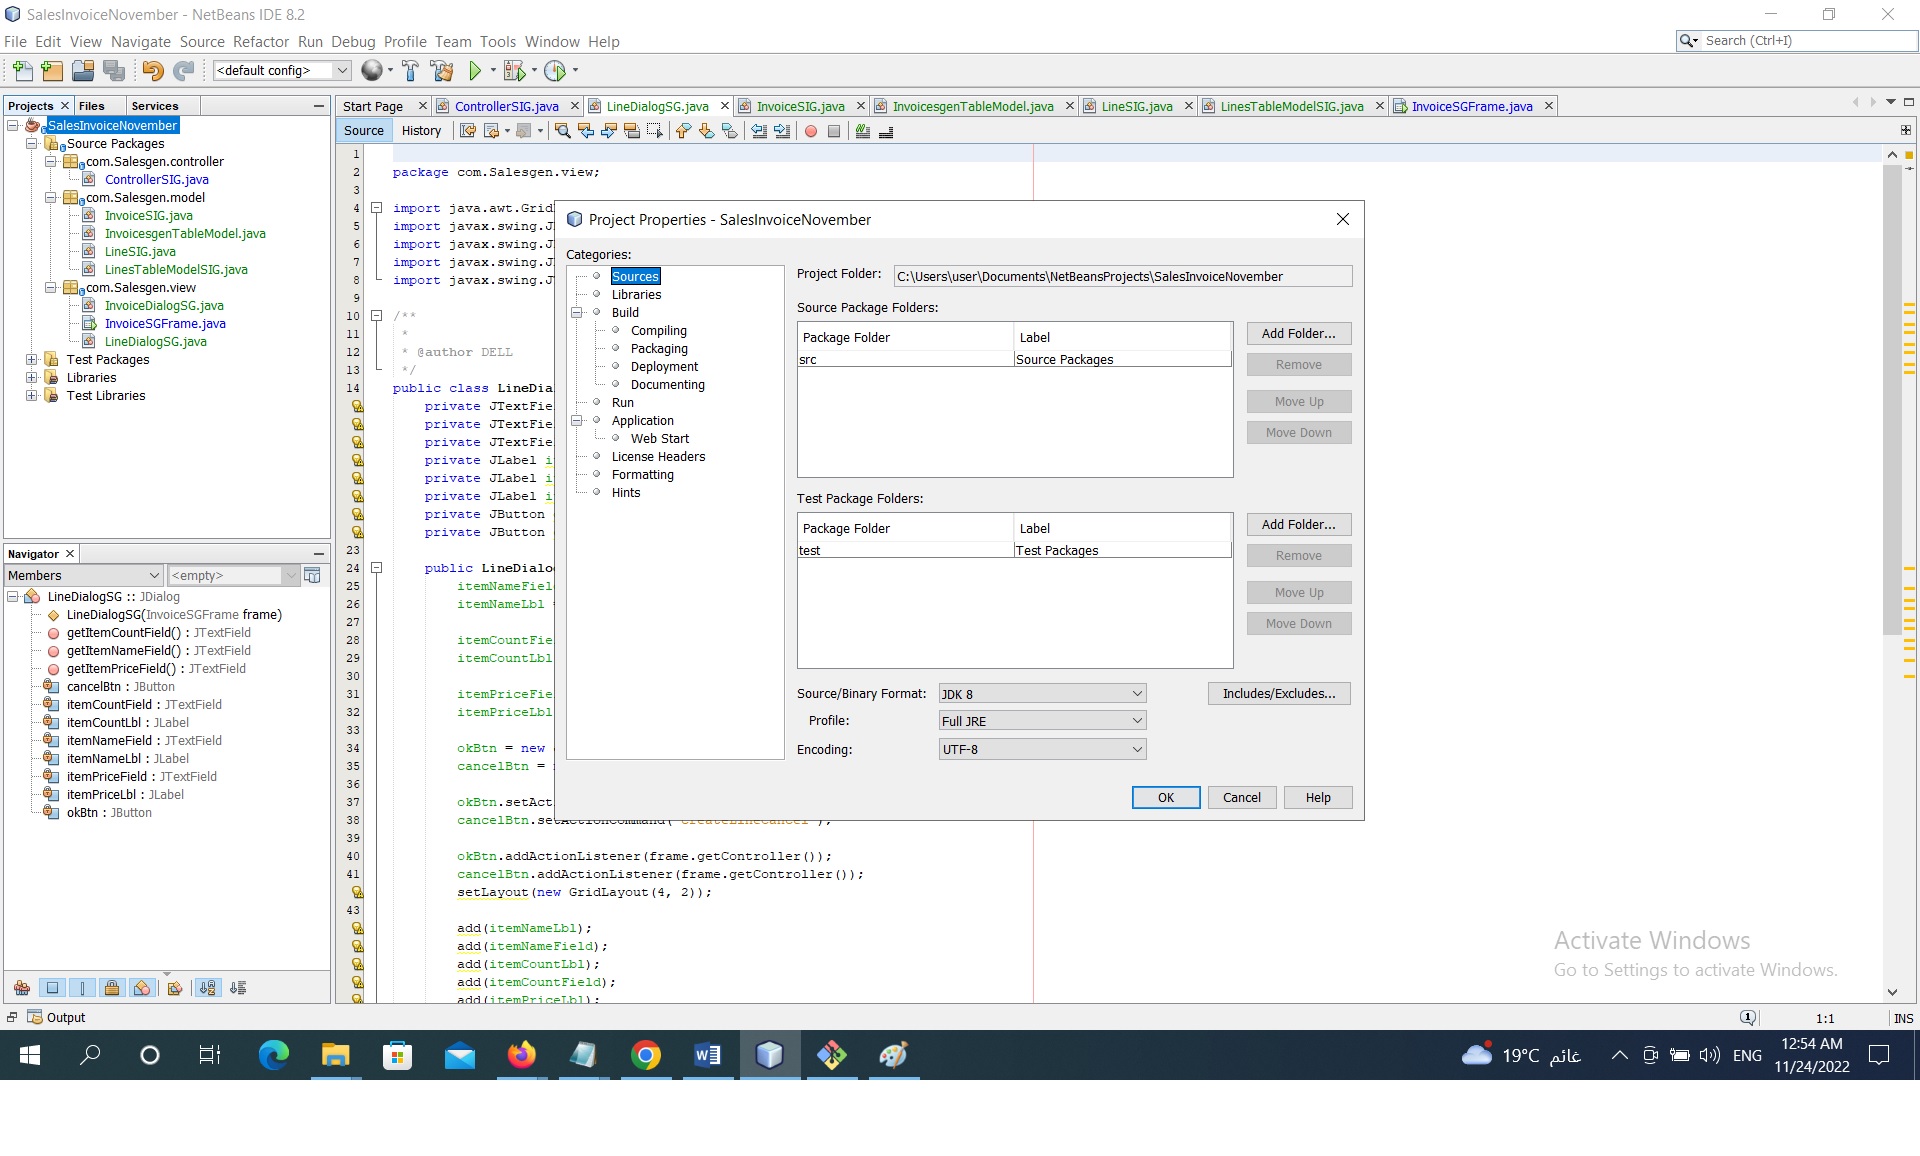 SalesInvoiceNovember - NetBeans IDE 8.2
File Edit View Navigate Source Refactor Run Debug Profile Team Tools Window Help
Search (Ctrl+I)
<default config>
Projects Files Services
SalesInvoiceNovember
Source Packages
com.Salesgen.controller
ControllerSIG.java
com.Salesgen.model
InvoiceSIG.java
InvoicesgenTableModel.java
LineSIG.java
LinesTableModelSIG.java
com.Salesgen.view
InvoiceDialogSG.java
InvoiceSGFrame.java
LineDialogSG.java
Test Packages
Libraries
Test Libraries
Navigator
Members <empty>
LineDialogSG :: JDialog
LineDialogSG(InvoiceSGFrame frame)
getItemCountField() : JTextField
getItemNameField() : JTextField
getItemPriceField() : JTextField
cancelBtn : JButton
itemCountField : JTextField
itemCountLbl : JLabel
itemNameField : JTextField
itemNameLbl : JLabel
itemPriceField : JTextField
itemPriceLbl : JLabel
okBtn : JButton
Start Page ControllerSIG.java LineDialogSG.java InvoiceSIG.java InvoicesgenTableModel.java LineSIG.java LinesTableModelSIG.java InvoiceSGFrame.java
Source History
1
2 package com.Salesgen.view;
3
4 import java.awt.Grid
5 import javax.swing.J
6 import javax.swing.J
7 import javax.swing.J
8 import javax.swing.J
9
10 /**
11 *
12 * @author DELL
13 */
14 public class LineDia
private JTextFie
private JTextFie
private JTextFie
private JLabel i
private JLabel i
private JLabel i
private JButton
private JButton
23
24 public LineDialo
25 itemNameFiel
26 itemNameLbl =
27
28 itemCountFie
29 itemCountLbl
30
31 itemPriceFie
32 itemPriceLbl
33
34 okBtn = new
35 cancelBtn =
36
37 okBtn.setAct
38 cancelBtn.setActionCommand("createLineCancel");
39
40 okBtn.addActionListener(frame.getController());
41 cancelBtn.addActionListener(frame.getController());
setLayout(new GridLayout(4, 2));
43
add(itemNameLbl);
add(itemNameField);
add(itemCountLbl);
add(itemCountField);
add(itemPriceLbl);
Project Properties - SalesInvoiceNovember
Categories:
Sources
Libraries
Build
Compiling
Packaging
Deployment
Documenting
Run
Application
Web Start
License Headers
Formatting
Hints
Project Folder: C:\Users\user\Documents\NetBeansProjects\SalesInvoiceNovember
Source Package Folders:
Package Folder Label
src Source Packages
Add Folder...
Remove
Move Up
Move Down
Test Package Folders:
Package Folder Label
test Test Packages
Add Folder...
Remove
Move Up
Move Down
Source/Binary Format: JDK 8 Includes/Excludes...
Profile: Full JRE
Encoding: UTF-8
OK Cancel Help
Activate Windows
Go to Settings to activate Windows.
Output
1 1:1 INS
19°C غائم ENG 12:54 AM
11/24/2022